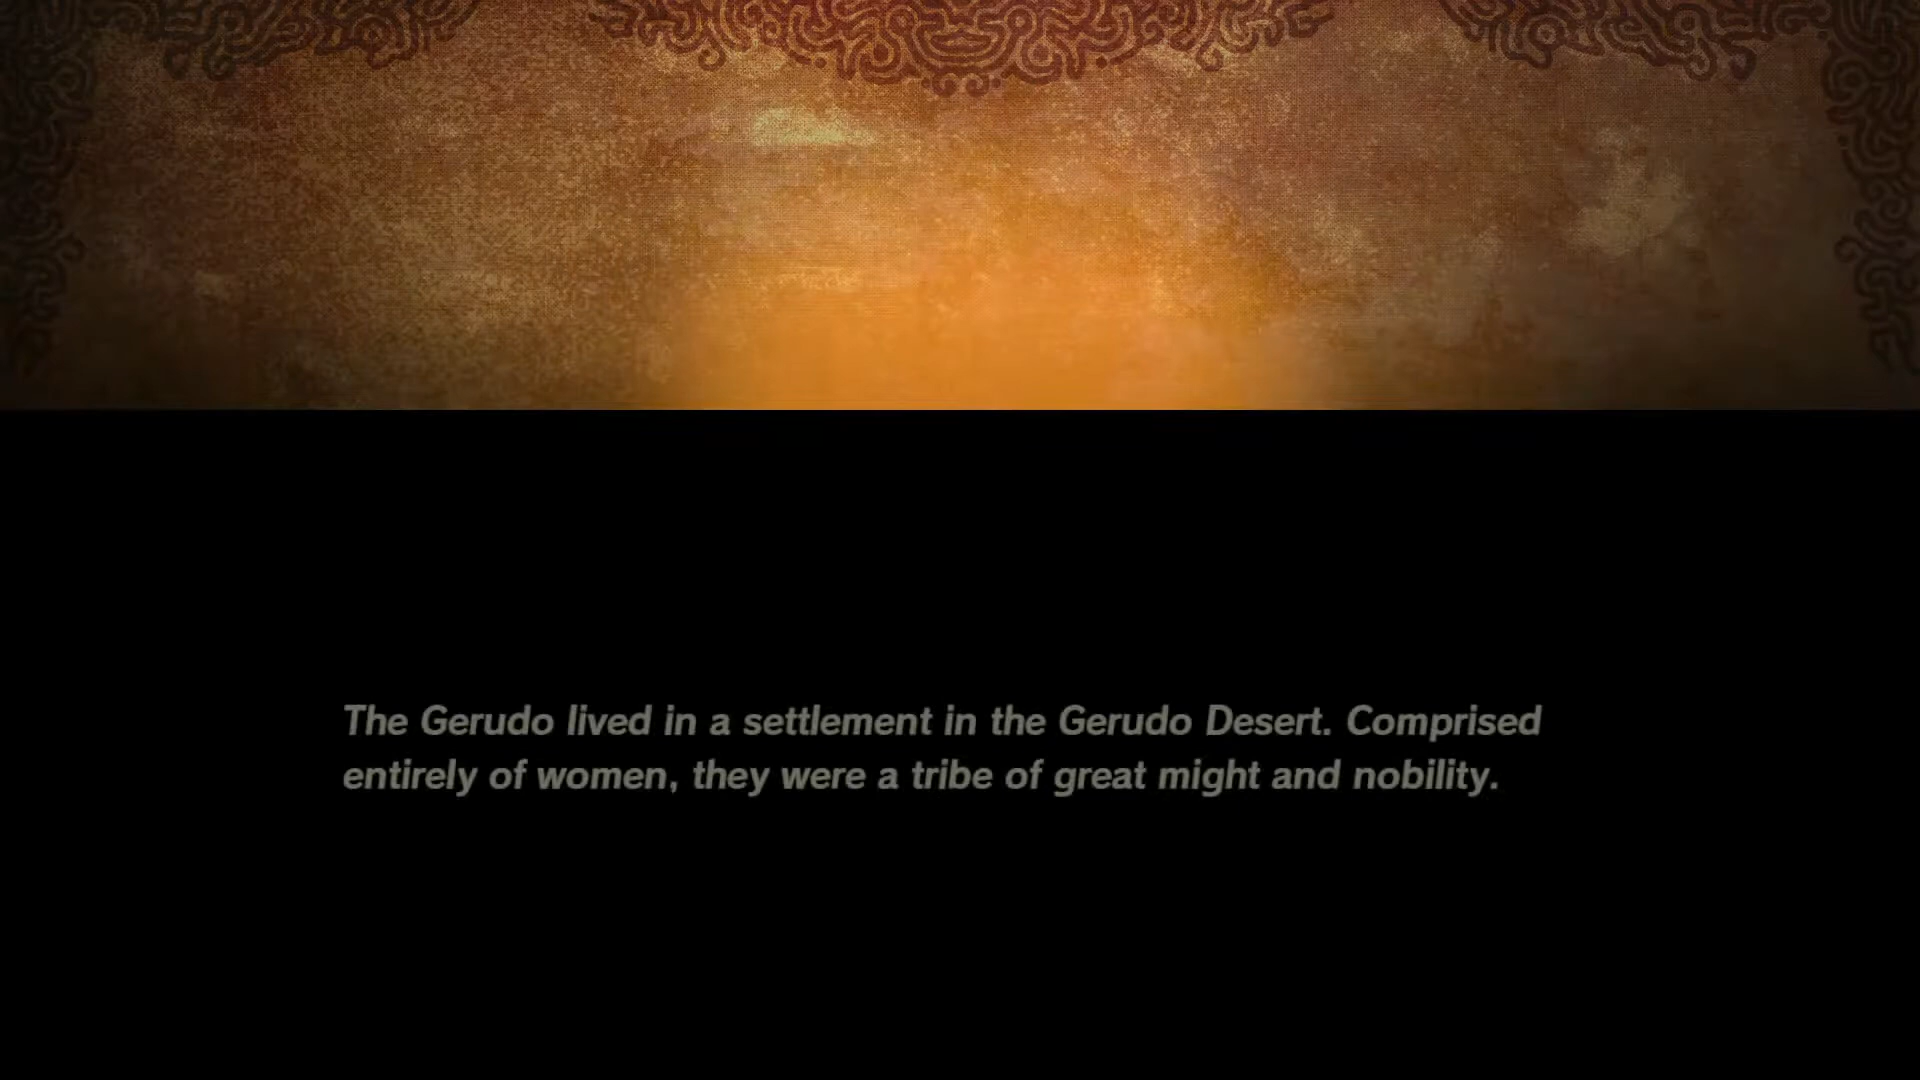 The Gerudo lived in a settlement in the Gerudo Desert. Comprised
entirely of women, they were a tribe of great might and nobility.